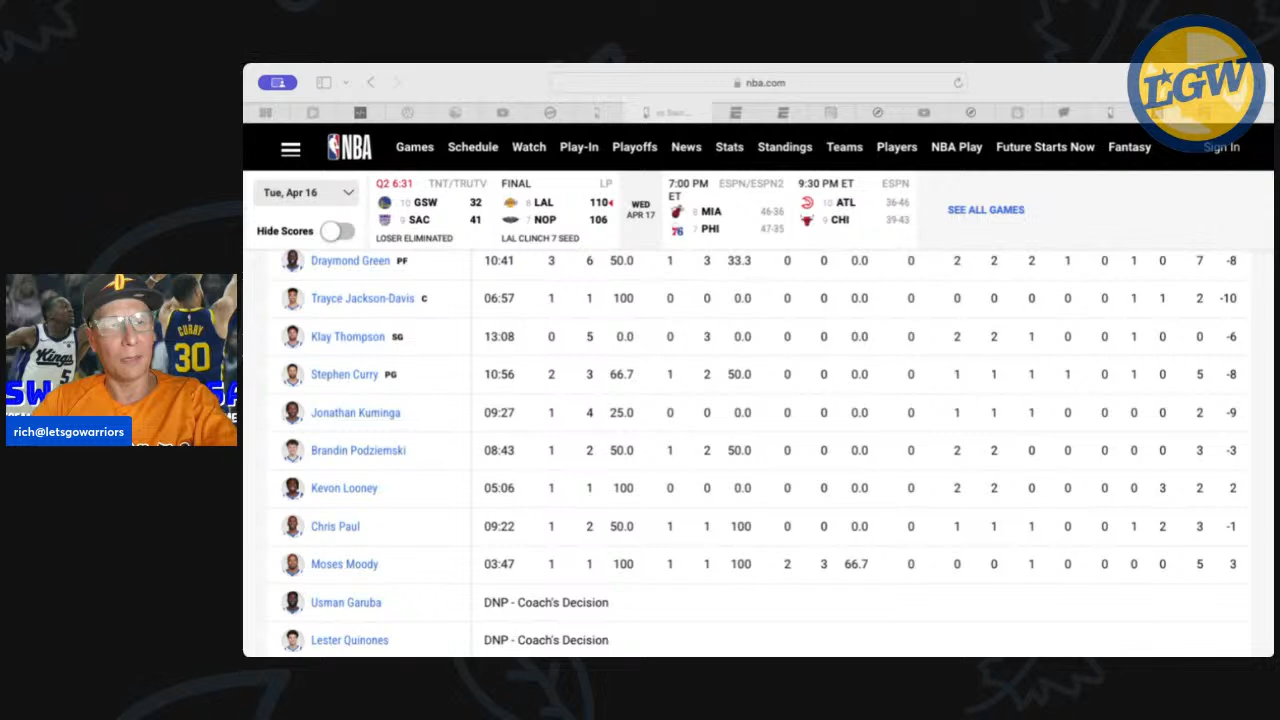 LGW
nba.com
NBA Games Schedule Watch Play-In Playoffs News Stats Standings Teams Players NBA Play Future Starts Now Fantasy Sign In
Tue, Apr 16
Hide Scores
Q2 6:31 TNT/TRUTV
10 GSW 32
9 SAC 41
LOSER ELIMINATED
FINAL LP
8 LAL 110
7 NOP 106
LAL CLINCH 7 SEED
WED
APR 17
7:00 PM ET ESPN/ESPN2
8 MIA 46-36
7 PHI 47-35
9:30 PM ET ESPN
10 ATL 36-46
9 CHI 39-43
SEE ALL GAMES
Draymond Green PF 10:41 3 6 50.0 1 3 33.3 0 0 0.0 0 2 2 2 1 0 1 0 7 -8
Trayce Jackson-Davis C 06:57 1 1 100 0 0 0.0 0 0 0.0 0 0 0 0 0 0 1 1 2 -10
Klay Thompson SG 13:08 0 5 0.0 0 3 0.0 0 0 0.0 0 2 2 1 0 0 1 0 0 -6
Stephen Curry PG 10:56 2 3 66.7 1 2 50.0 0 0 0.0 0 1 1 1 1 0 1 0 5 -8
Jonathan Kuminga 09:27 1 4 25.0 0 0 0.0 0 0 0.0 0 1 1 1 0 0 0 0 2 -9
Brandin Podziemski 08:43 1 2 50.0 1 2 50.0 0 0 0.0 0 2 2 0 0 0 0 0 3 -3
Kevon Looney 05:06 1 1 100 0 0 0.0 0 0 0.0 0 2 2 0 0 0 0 3 2 2
Chris Paul 09:22 1 2 50.0 1 1 100 0 0 0.0 0 1 1 1 0 0 1 2 3 -1
Moses Moody 03:47 1 1 100 1 1 100 2 3 66.7 0 0 0 1 0 0 0 0 5 3
Usman Garuba DNP - Coach's Decision
Lester Quinones DNP - Coach's Decision
Kings
5
CURRY
30
rich@letsgowarriors